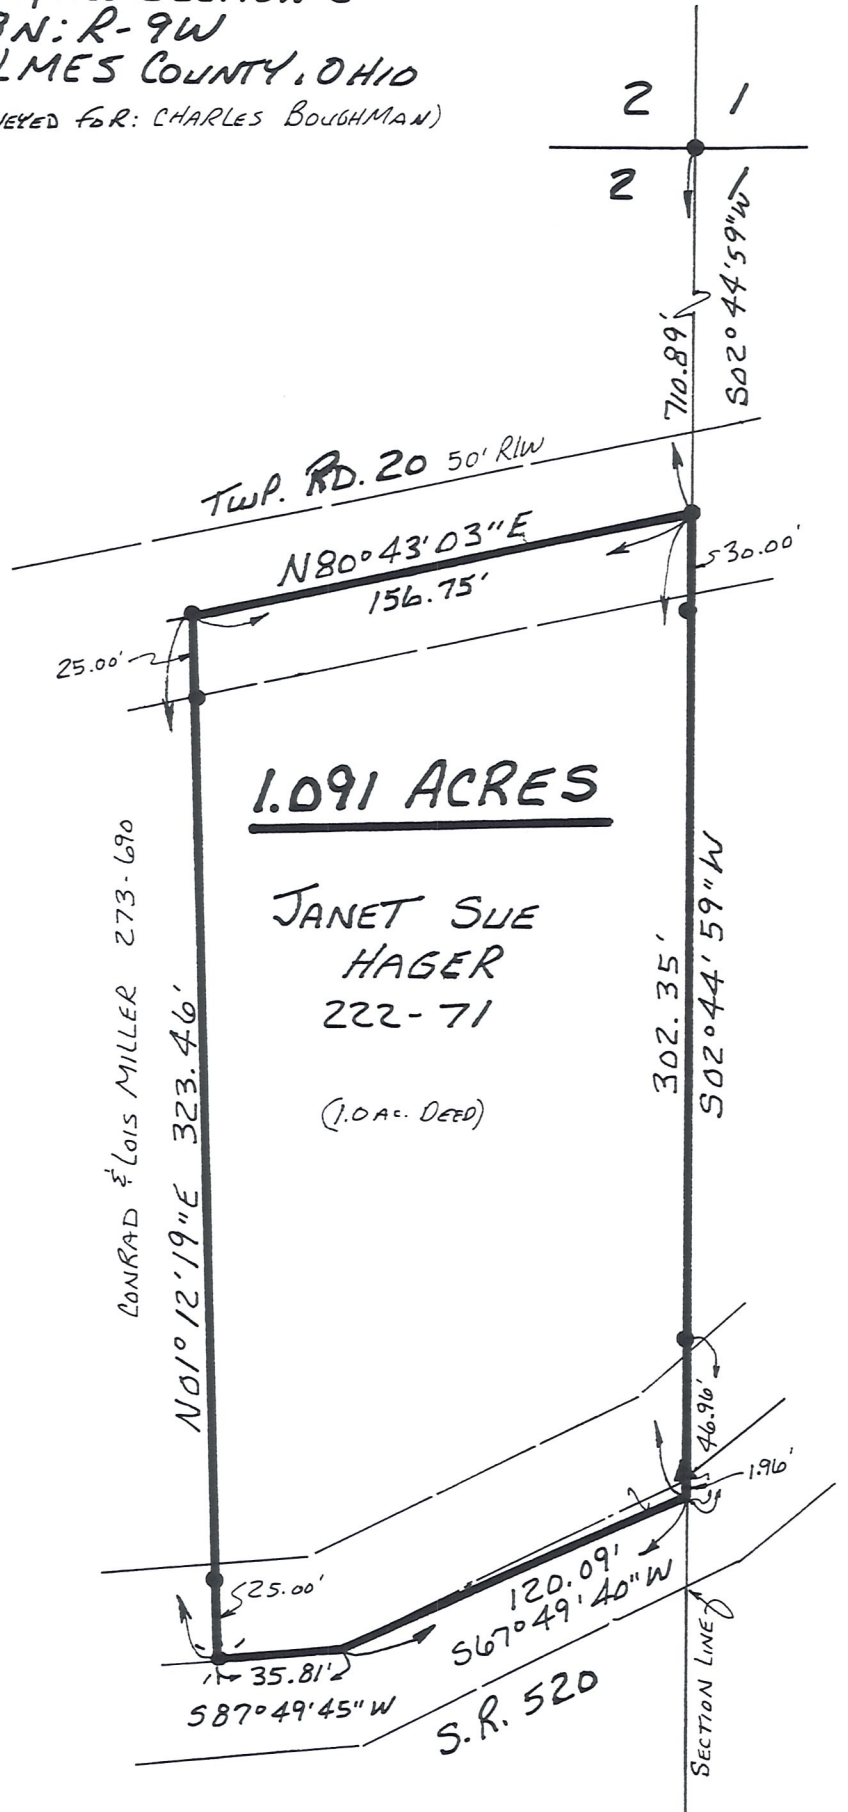 N: R-9W
LMES COUNTY, OHIO
EYED FOR: CHARLES BOUGHMAN)
2 1
2 1
S02°44'59"W
710.89'
TWP. RD. 20 50' R/W
N80°43'03"E
156.75'
30.00'
25.00'
1.091 ACRES
JANET SUE
HAGER
222-71
(1.0 AC. DEED)
CONRAD & LOIS MILLER 273-690
N01°12'19"E 323.46'
302.35'
S02°44'59"W
46.96'
1.96'
25.00'
120.09'
S67°49'40"W
35.81'
S87°49'45"W
S.R. 520
SECTION LINE